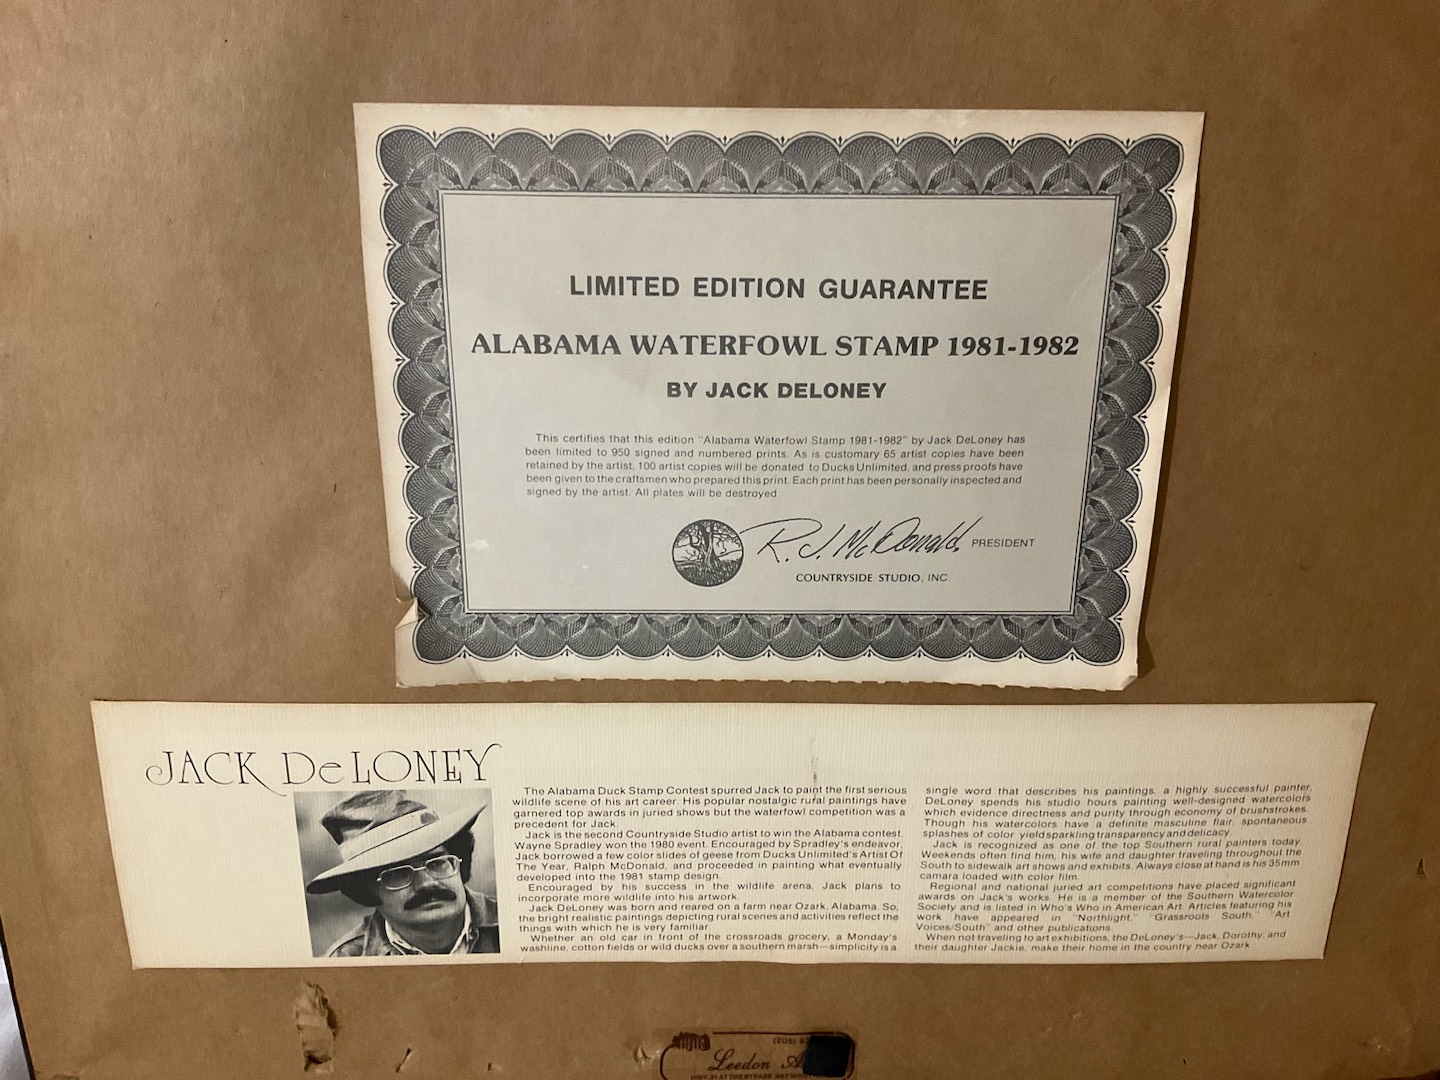 LIMITED EDITION GUARANTEE
ALABAMA WATERFOWL STAMP 1981-1982
BY JACK DELONEY
This certifies that this edition "Alabama Waterfowl Stamp 1981-1982" by Jack DeLoney has
been limited to 950 signed and numbered prints. As is customary 65 artist copies have been
retained by the artist, 100 artist copies will be donated to Ducks Unlimited, and press proofs have
been given to the craftsmen who prepared this print. Each print has been personally inspected and
signed by the artist. All plates will be destroyed.
R. J. McDonald. PRESIDENT
COUNTRYSIDE STUDIO, INC.
JACK DeLONEY
The Alabama Duck Stamp Contest spurred Jack to paint the first serious
wildlife scene of his art career. His popular nostalgic rural paintings have
garnered top awards in juried shows but the waterfowl competition was a
precedent for Jack.
Jack is the second Countryside Studio artist to win the Alabama contest.
Wayne Spradley won the 1980 event. Encouraged by Spradley's endeavor,
Jack borrowed a few color slides of geese from Ducks Unlimited's Artist Of
The Year, Ralph McDonald, and proceeded in painting what eventually
developed into the 1981 stamp design.
Encouraged by his success in the wildlife arena, Jack plans to
incorporate more wildlife into his artwork.
Jack DeLoney was born and reared on a farm near Ozark, Alabama. So,
the bright realistic paintings depicting rural scenes and activities reflect the
things with which he is very familiar.
Whether an old car in front of the crossroads grocery, a Monday's
washline, cotton fields or wild ducks over a southern marsh—simplicity is a
single word that describes his paintings. a highly successful painter,
DeLoney spends his studio hours painting well-designed watercolors
which evidence directness and purity through economy of brushstrokes.
Though his watercolors have a definite masculine flair, spontaneous
splashes of color yield sparkling transparency and delicacy.
Jack is recognized as one of the top Southern rural painters today.
Weekends often find him, his wife and daughter traveling throughout the
South to sidewalk art shows and exhibits. Always close at hand is his 35mm
camara loaded with color film.
Regional and national juried art competitions have placed significant
awards on Jack's works. He is a member of the Southern Watercolor
Society and is listed in Who's Who in American Art. Articles featuring his
work have appeared in "Northlight," "Grassroots South," "Art
Voices/South" and other publications.
When not traveling to art exhibitions, the DeLoney's—Jack, Dorothy, and
their daughter Jackie, make their home in the country near Ozark
(205)
Leedon